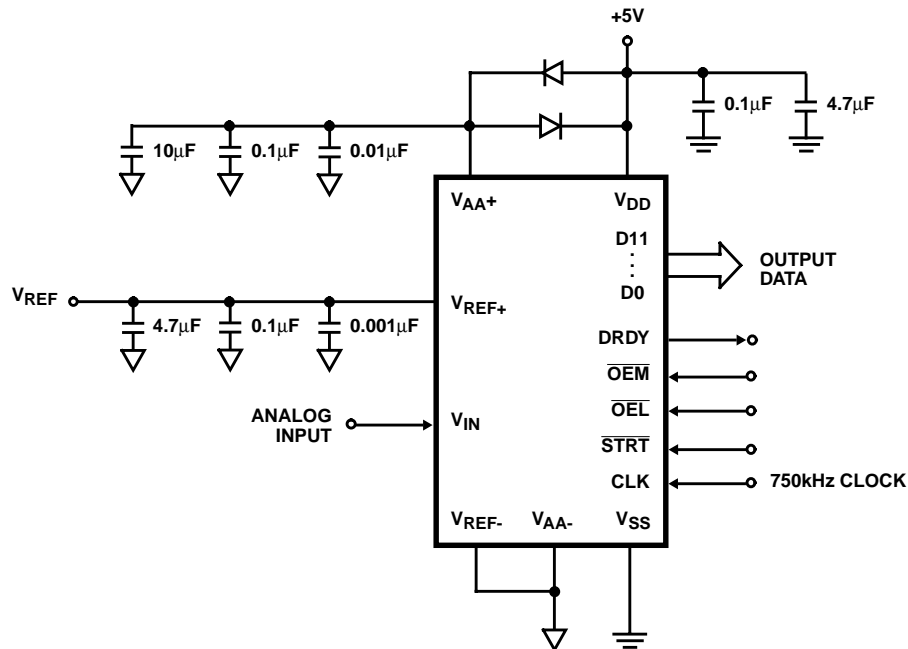 +5V
0.1µF
4.7µF
10µF
0.1µF
0.01µF
VAA+
VDD
D11
D0
OUTPUT
DATA
VREF
VREF+
4.7µF
0.1µF
0.001µF
DRDY
OEM
OEL
ANALOG
INPUT
VIN
STRT
CLK
750kHz CLOCK
VREF-
VAA-
VSS